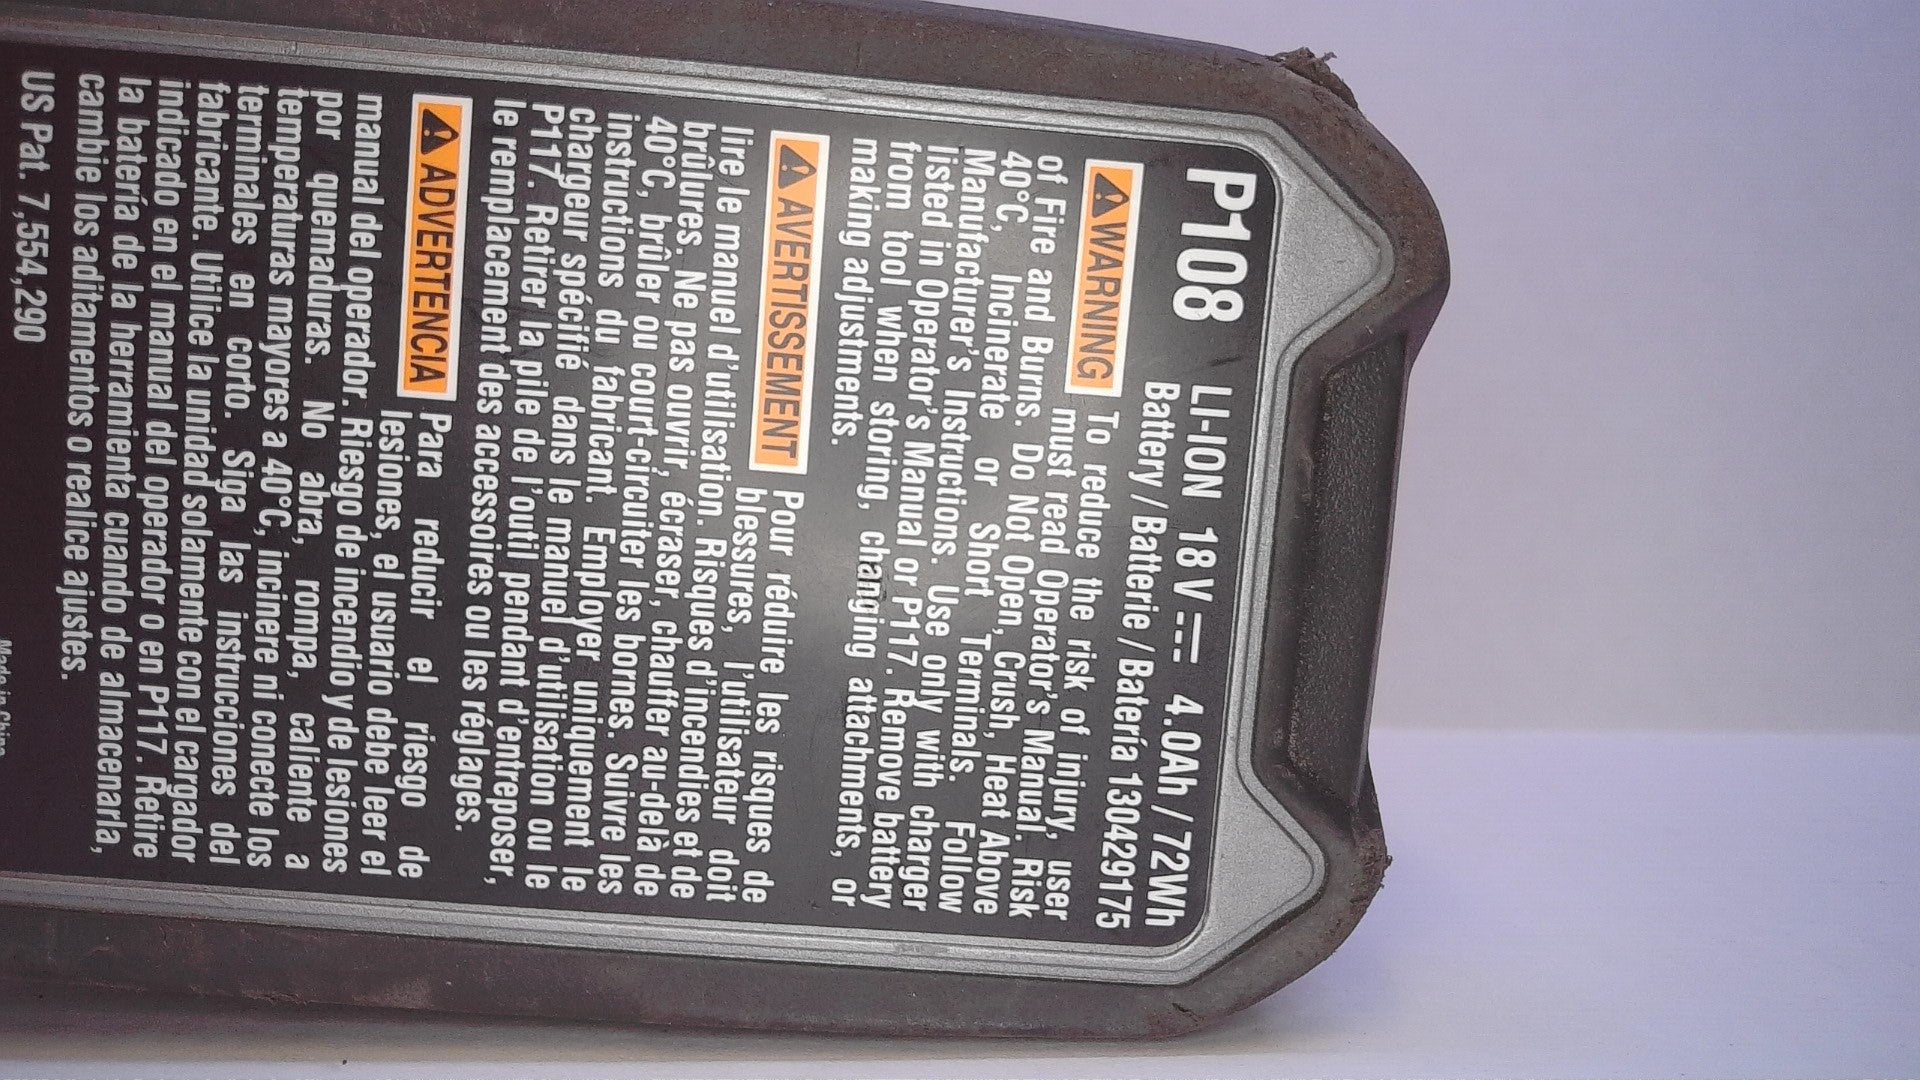 P108 LI-ION 18V 4.0Ah / 72Wh
Battery / Batterie / Batería 130429175
WARNING To reduce the risk of injury, user
must read Operator's Manual. Risk
of Fire and Burns. Do Not Open, Crush, Heat Above
40°C, Incinerate or Short Terminals. Follow
Manufacturer's Instructions. Use only with charger
listed in Operator's Manual or P117. Remove battery
from tool when storing, changing attachments, or
making adjustments.
AVERTISSEMENT Pour réduire les risques de
blessures, l'utilisateur doit
lire le manuel d'utilisation. Risques d'incendies et de
brûlures. Ne pas ouvrir, écraser, chauffer au-delà de
40°C, brûler ou court-circuiter les bornes. Suivre les
instructions du fabricant. Employer uniquement le
chargeur spécifié dans le manuel d'utilisation ou le
P117. Retirer la pile de l'outil pendant d'entreposer,
le remplacement des accessoires ou les réglages.
ADVERTENCIA Para reducir el riesgo de
lesiones, el usuario debe leer el
manual del operador. Riesgo de incendio y de lesiones
por quemaduras. No abra, rompa, caliente a
temperaturas mayores a 40°C, incinere ni conecte los
terminales en corto. Siga las instrucciones del
fabricante. Utilice la unidad solamente con el cargador
indicado en el manual del operador o en P117. Retire
la batería de la herramienta cuando de almacenarla,
cambie los aditamentos o realice ajustes.
US Pat. 7,554,290
Made in China